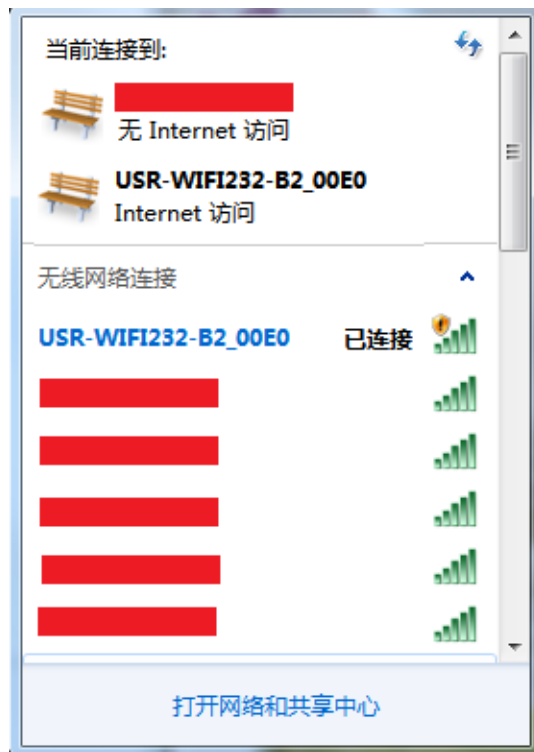 当前连接到:
无 Internet 访问
USR-WIFI232-B2_00E0
Internet 访问
无线网络连接
USR-WIFI232-B2_00E0 已连接
打开网络和共享中心